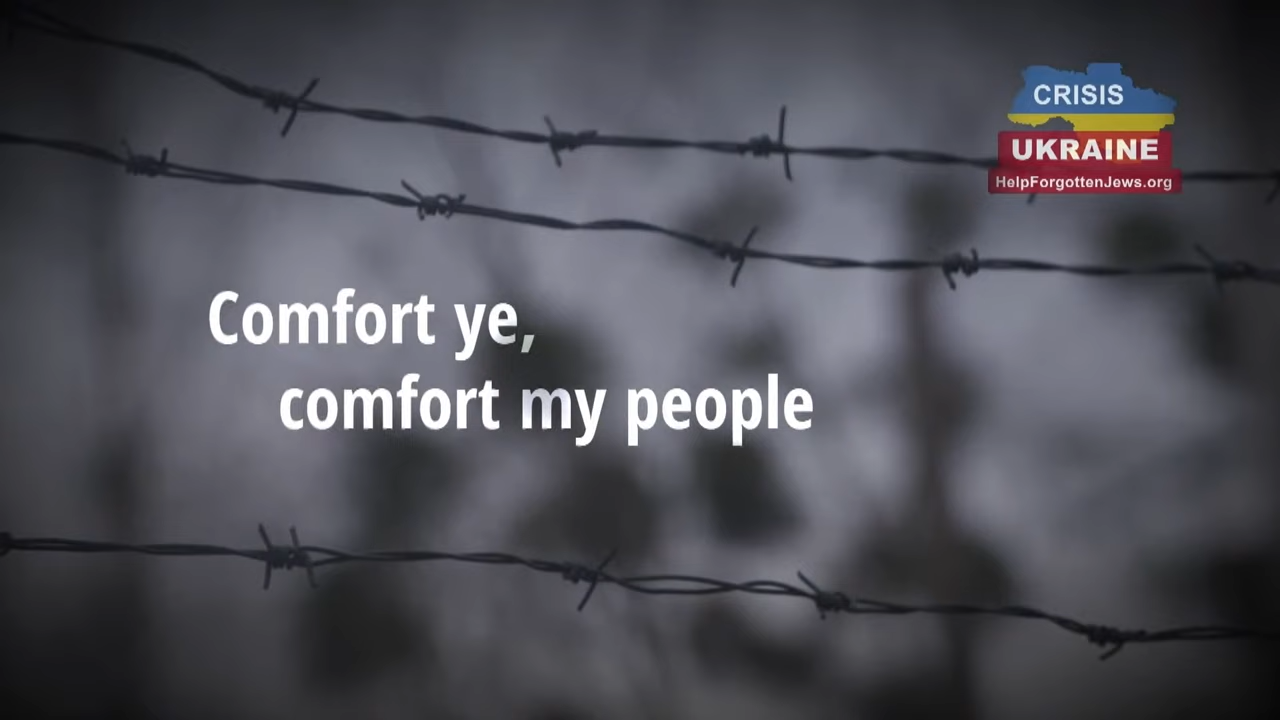 CRISIS
UKRAINE
HelpForgottenJews.org
Comfort ye,
comfort my people